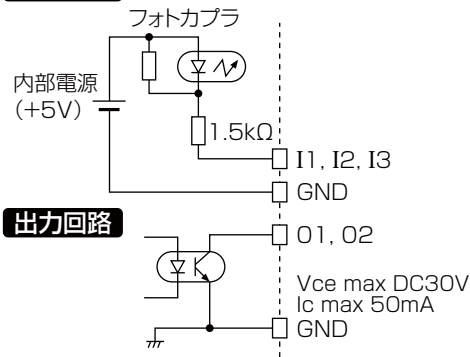 フォトカプラ
内部電源
(+5V)
1.5kΩ
I1, I2, I3
GND
出力回路
O1, O2
Vce max DC30V
Ic max 50mA
GND